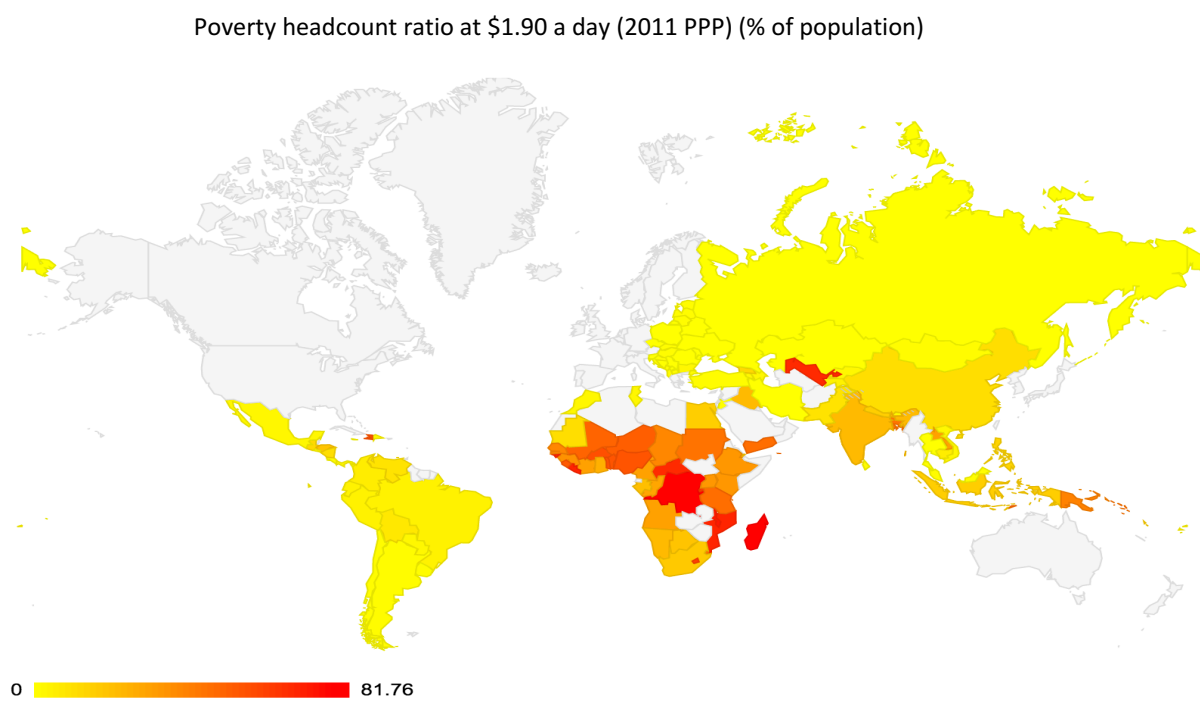 Poverty headcount ratio at $1.90 a day (2011 PPP) (% of population)
0 81.76